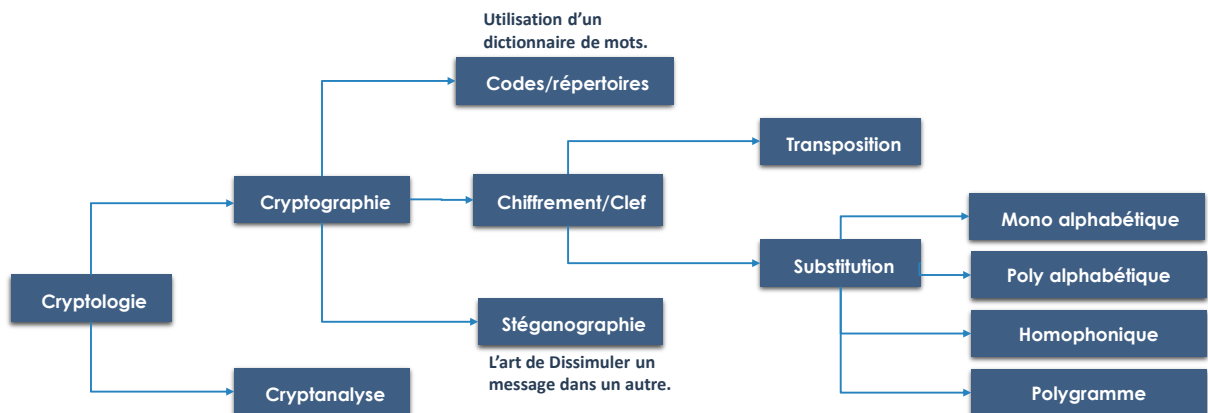 Utilisation d’un
dictionnaire de mots.
Codes/répertoires
Transposition
Cryptographie
Chiffrement/Clef
Mono alphabétique
Substitution
Poly alphabétique
Cryptologie
Stéganographie
Homophonique
L’art de Dissimuler un
message dans un autre.
Cryptanalyse
Polygramme